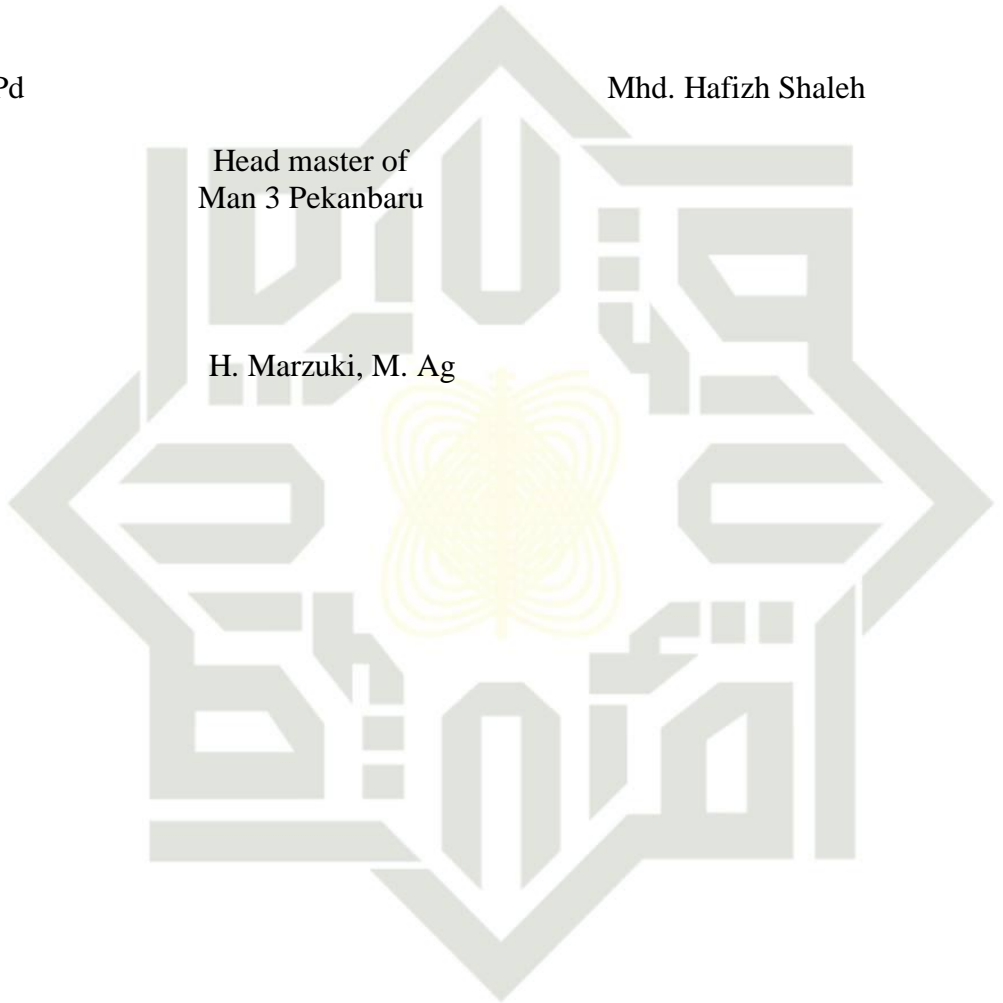 Pd
Mhd. Hafizh Shaleh
Head master of
Man 3 Pekanbaru
H. Marzuki, M. Ag